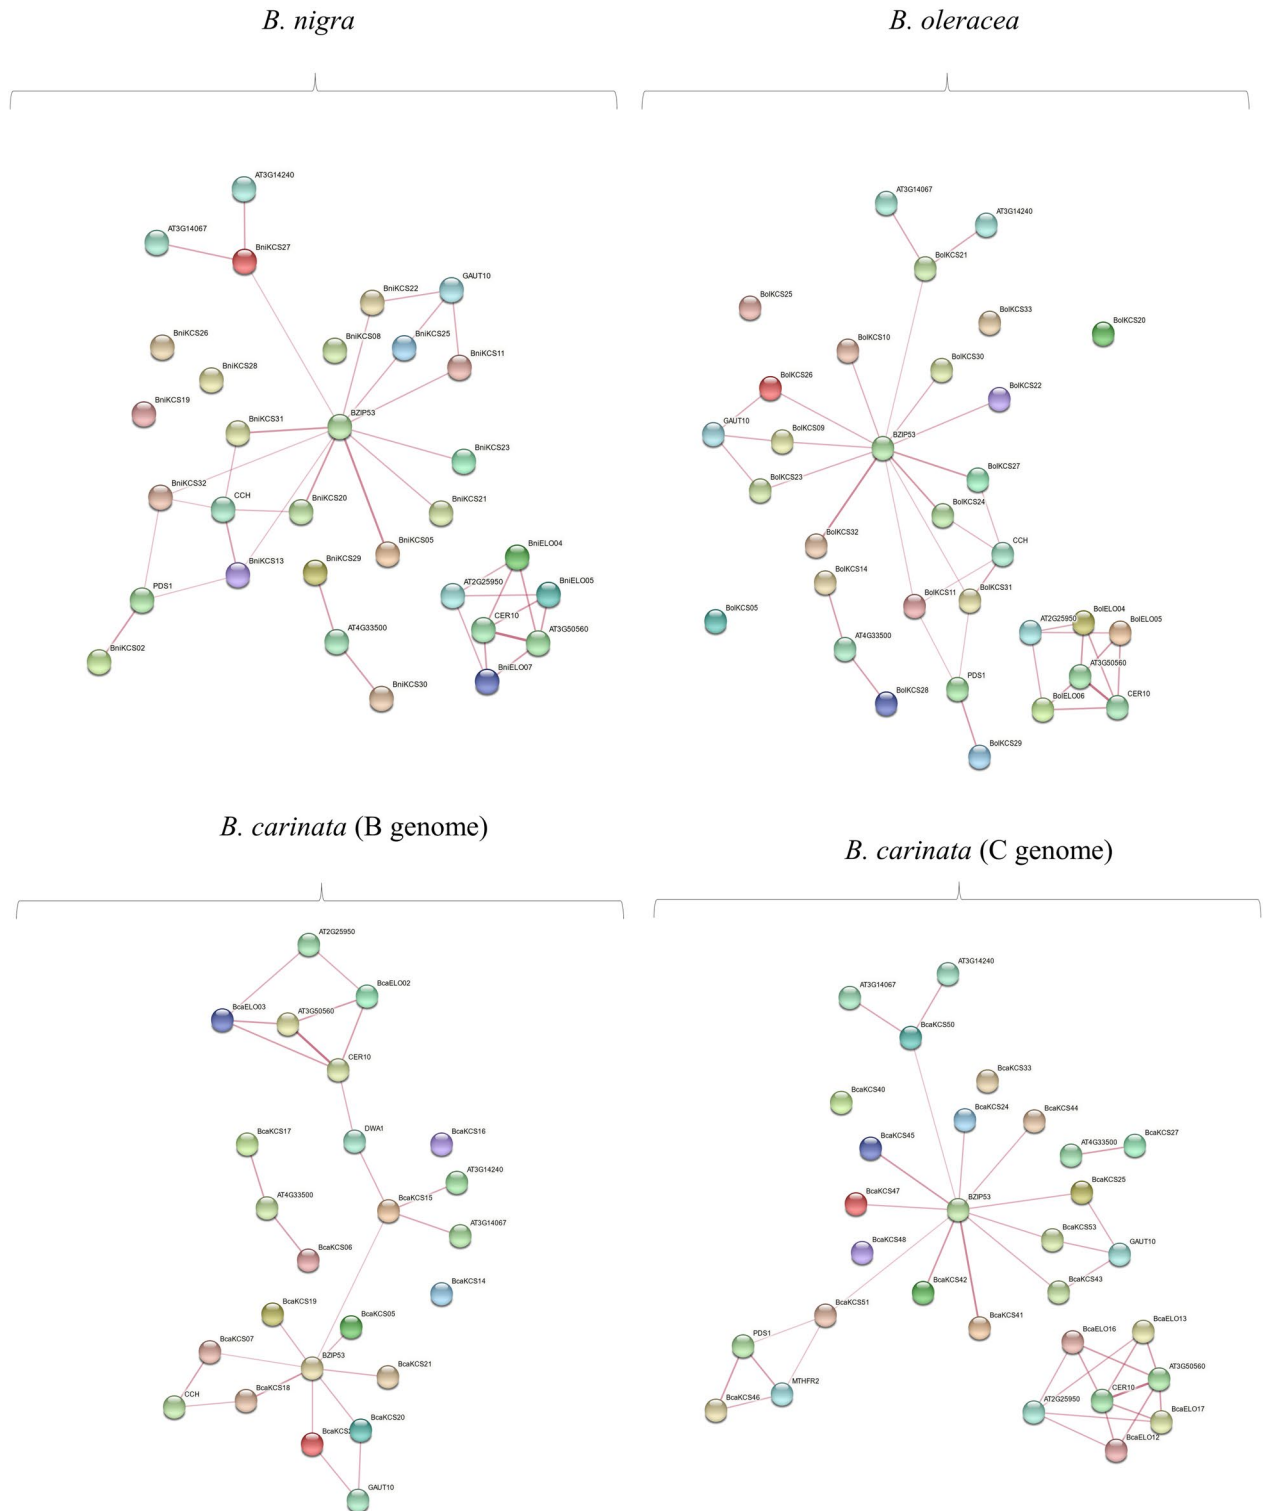 B. nigra
B. oleracea
AT3G14240
AT3G14067
BniKCS27
GAUT10
BniKCS22
BniKCS08
BniKCS25
BniKCS26
BniKCS11
BniKCS28
BniKCS19
BniKCS31
BZIP53
BniKCS23
BniKCS32
CCH
BniKCS20
BniKCS21
BniKCS05
BniKCS13
BniKCS29
BniELO04
AT2G25950
BniELO05
PDS1
CER10
AT3G50560
AT4G33500
BniKCS02
BniELO07
BniKCS30
AT3G14067
AT3G14240
BolKCS21
BolKCS25
BolKCS33
BolKCS20
BolKCS10
BolKCS30
BolKCS26
BolKCS22
GAUT10
BolKCS09
BZIP53
BolKCS27
BolKCS23
BolKCS24
BolKCS32
CCH
BolKCS14
BolKCS31
BolKCS11
BolKCS05
AT2G25950
BolELO04
BolELO05
AT4G33500
AT3G50560
PDS1
BolELO06
CER10
BolKCS28
BolKCS29
B. carinata (B genome)
B. carinata (C genome)
AT2G25950
BcaELO02
BcaELO03
AT3G50560
CER10
DWA1
BcaKCS17
BcaKCS16
AT3G14240
AT4G33500
BcaKCS15
AT3G14067
BcaKCS06
BcaKCS14
BcaKCS19
BcaKCS05
BcaKCS07
BZIP53
BcaKCS21
CCH
BcaKCS18
BcaKCS20
GAUT10
AT3G14240
AT3G14067
BcaKCS50
BcaKCS33
BcaKCS40
BcaKCS24
BcaKCS44
BcaKCS45
AT4G33500
BcaKCS27
BcaKCS25
BcaKCS47
BZIP53
BcaKCS53
BcaKCS48
GAUT10
BcaKCS42
BcaKCS43
BcaKCS51
BcaKCS41
PDS1
BcaELO16
BcaELO13
MTHFR2
AT3G50560
CER10
BcaKCS46
AT2G25950
BcaELO17
BcaELO12